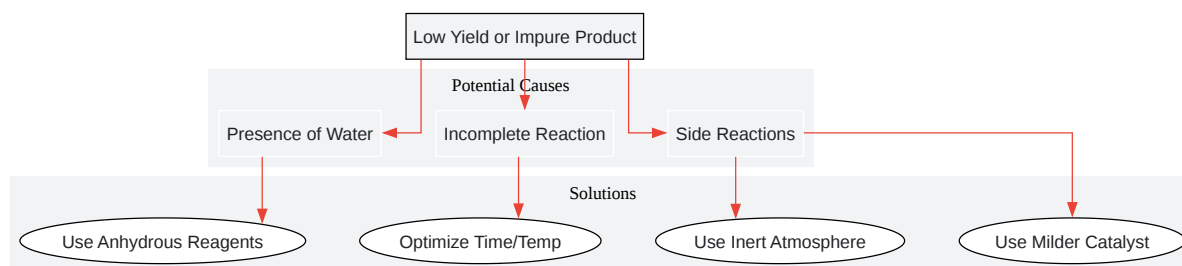 Low Yield or Impure Product
Potential Causes
Presence of Water
Incomplete Reaction
Side Reactions
Solutions
Use Anhydrous Reagents
Optimize Time/Temp
Use Inert Atmosphere
Use Milder Catalyst